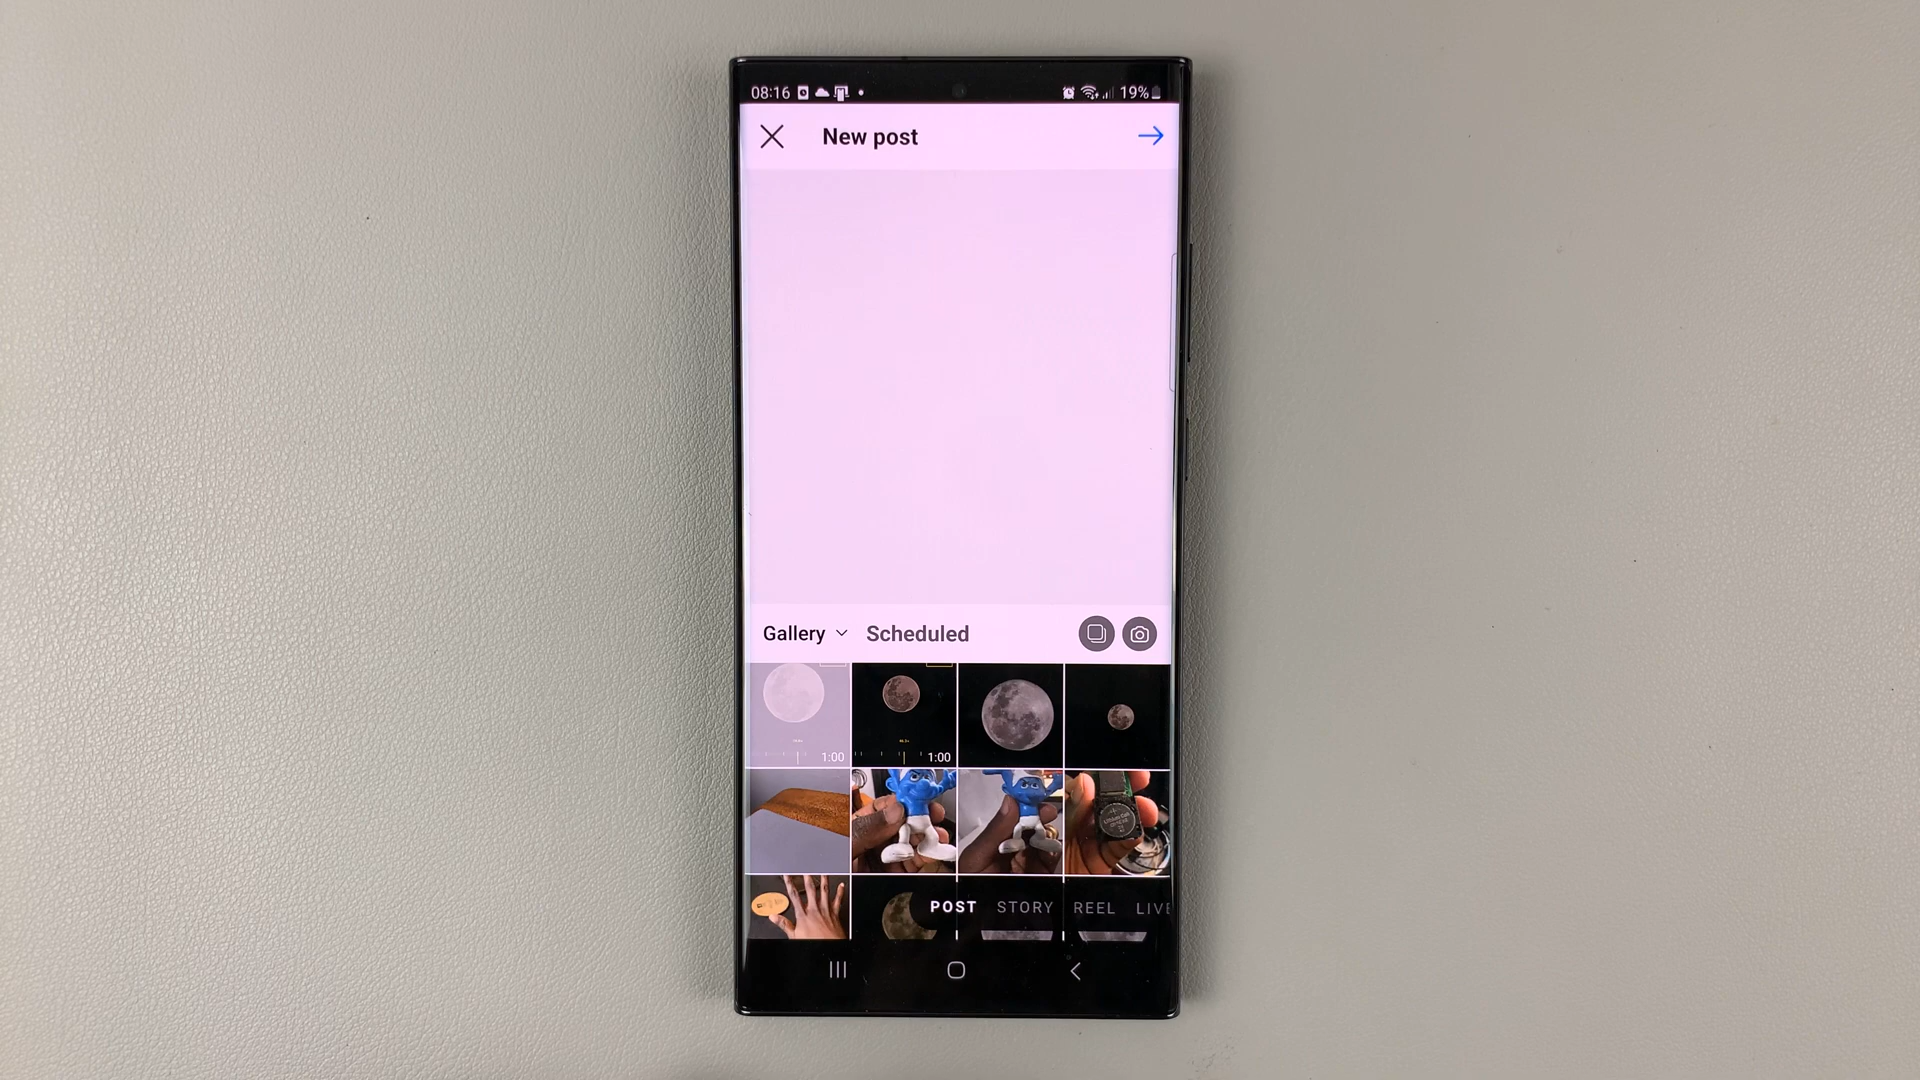 08:16 19%
New post
Gallery Scheduled
1:00 1:00
POST STORY REEL LIVE